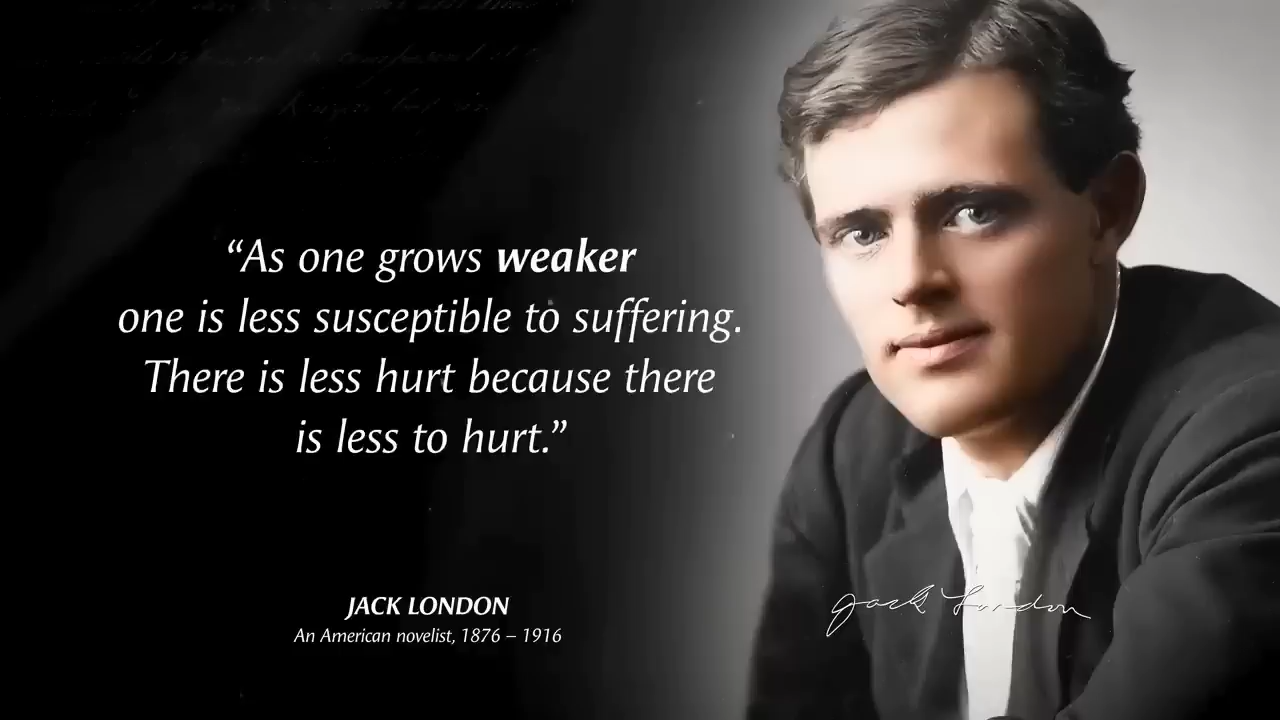 “As one grows weaker
one is less susceptible to suffering.
There is less hurt because there
is less to hurt.”
JACK LONDON
An American novelist, 1876 – 1916
Jack London